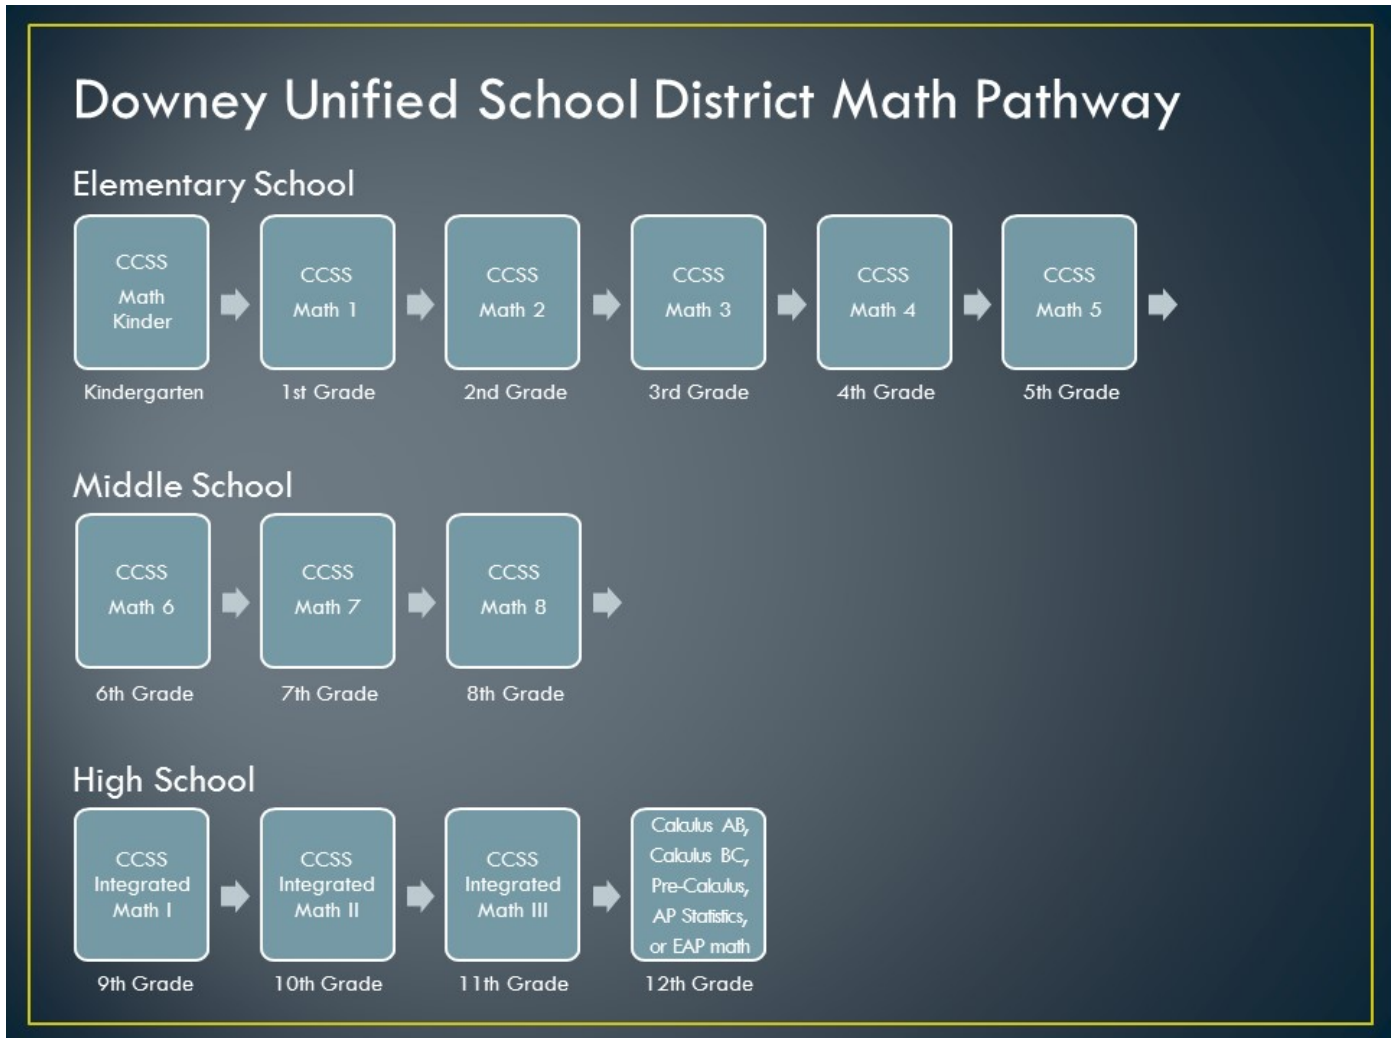 Downey Unified School District Math Pathway
Elementary School
CCSS
Math
Kinder
CCSS
Math 1
CCSS
Math 2
CCSS
Math 3
CCSS
Math 4
CCSS
Math 5
Kindergarten
1st Grade
2nd Grade
3rd Grade
4th Grade
5th Grade
Middle School
CCSS
Math 6
CCSS
Math 7
CCSS
Math 8
6th Grade
7th Grade
8th Grade
High School
CCSS
Integrated
Math I
CCSS
Integrated
Math II
CCSS
Integrated
Math III
Calculus AB,
Calculus BC,
Pre-Calculus,
AP Statistics,
or EAP math
9th Grade
10th Grade
11th Grade
12th Grade